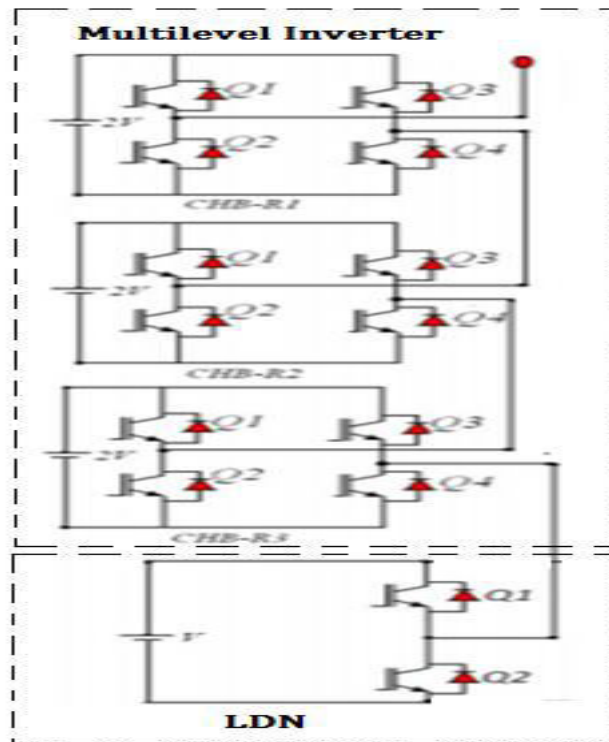 Multilevel Inverter
Q1 Q3
2V
Q2 Q4
CHB-R1
Q1 Q3
2V
Q2 Q4
CHB-R2
Q1 Q3
2V
Q2 Q4
CHB-R3
Q1
V
Q2
LDN